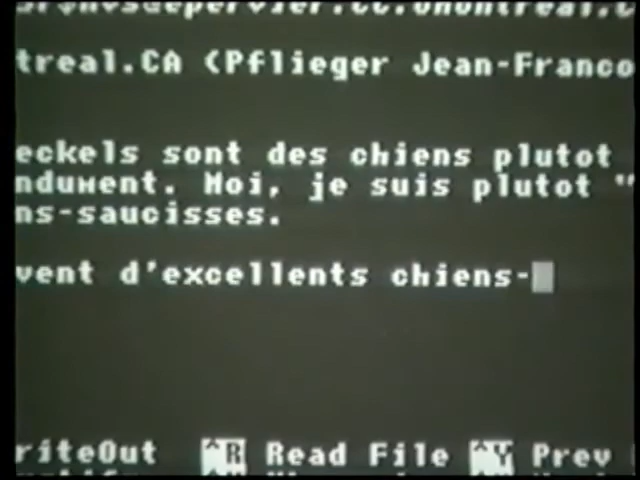 treal.CA (Pflieger Jean-Franco
eckels sont des chiens plutot
ndument. Moi, je suis plutot "
ns-saucisses.
vent d'excellents chiens-
riteOut ^R Read File ^Y Prev